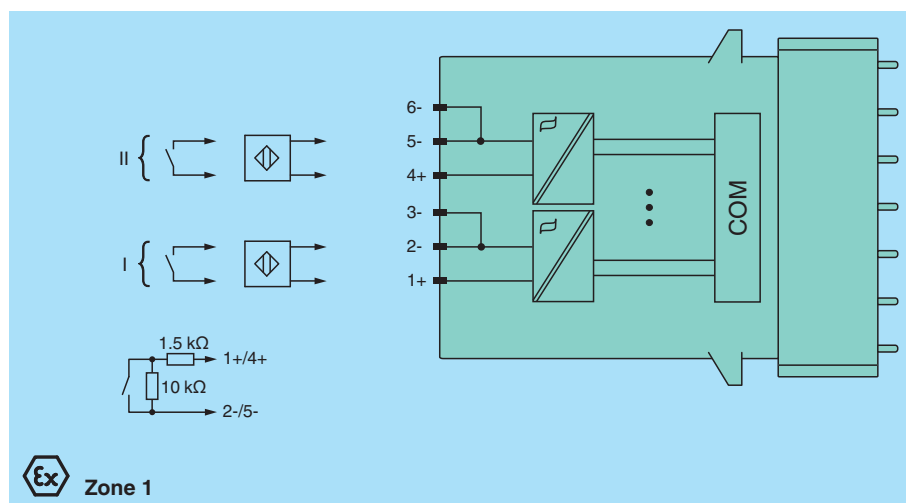 6-
5-
II
4+
3-
2-
I
1+
COM
1.5 kΩ
1+/4+
10 kΩ
2-/5-
Ex
Zone 1